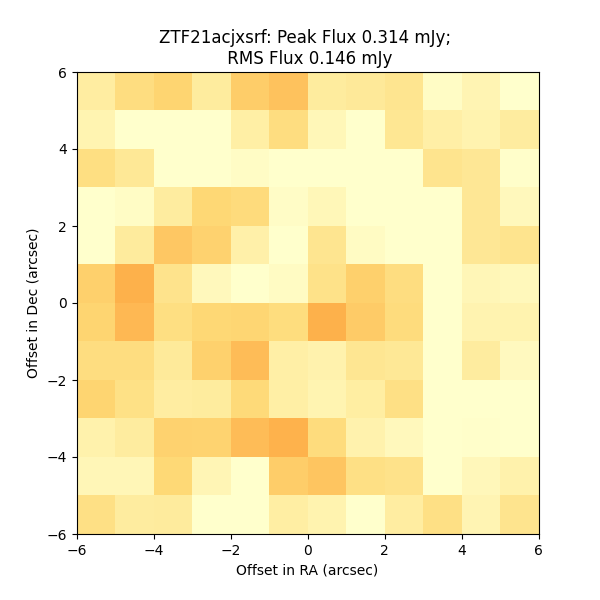 ZTF21acjxsrf: Peak Flux 0.314 mJy;
RMS Flux 0.146 mJy
6
4
2
0
−2
−4
−6
Offset in Dec (arcsec)
−6 −4 −2 0 2 4 6
Offset in RA (arcsec)